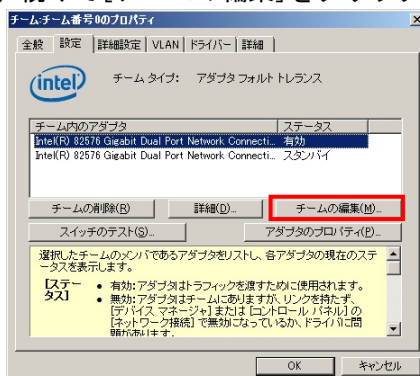 チーム:チーム番号0のプロパティ
全般 設定 詳細設定 VLAN ドライバー 詳細
intel チーム タイプ: アダプタ フォルト トレランス
チーム内のアダプタ ステータス
Intel(R) 82576 Gigabit Dual Port Network Connecti... 有効
Intel(R) 82576 Gigabit Dual Port Network Connecti... スタンバイ
チームの削除(R) 詳細(D)... チームの編集(M)...
スイッチのテスト(S)... アダプタのプロパティ(P)...
選択したチームのメンバであるアダプタをリストし、各アダプタの現在のステ
ータスを表示します。
[ステー
タス]
• 有効:アダプタはトラフィックを渡すために使用されます。
• 無効:アダプタはチームにありますが、リンクを持たず、
[デバイス マネージャ] または [コントロール パネル] の
[ネットワーク接続] で無効になっているか、ドライバに問
題があります。
OK キャンセル